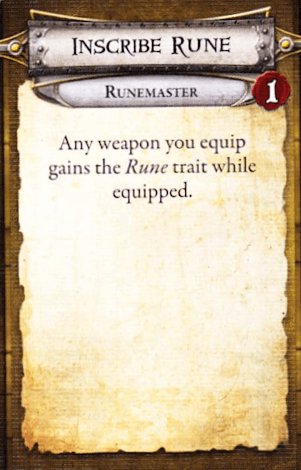 Inscribe Rune
Runemaster
1
Any weapon you equip
gains the Rune trait while
equipped.